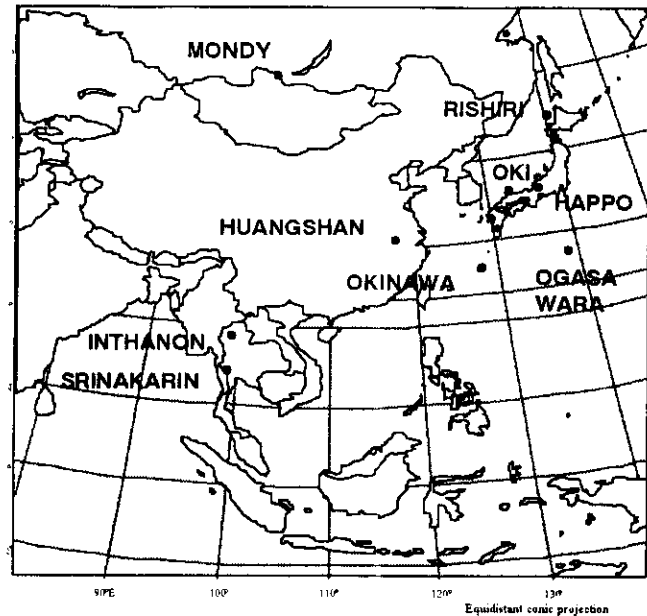 MONDY
RISHIRI
OKI
HAPPO
HUANGSHAN
OKINAWA
OGASA
WARA
INTHANON
SRINAKARIN
90°E
100°
110°
120°
130°
Equidistant conic projection